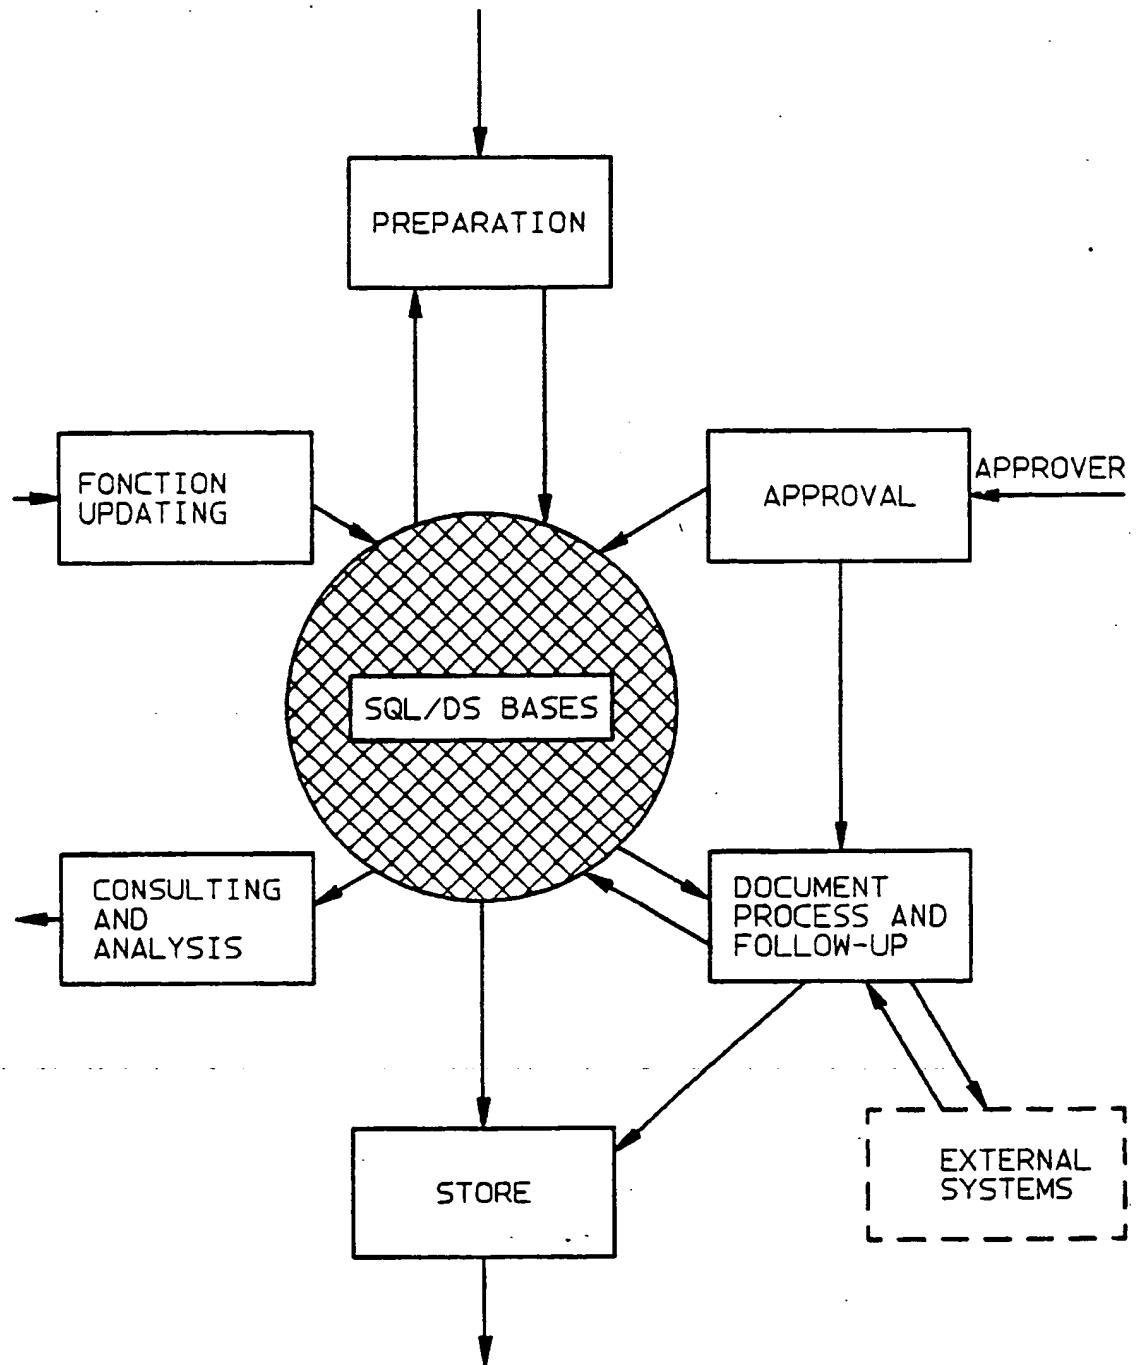 PREPARATION
FONCTION
UPDATING
APPROVAL
APPROVER
SQL/DS BASES
CONSULTING
AND
ANALYSIS
DOCUMENT
PROCESS AND
FOLLOW-UP
STORE
EXTERNAL
SYSTEMS